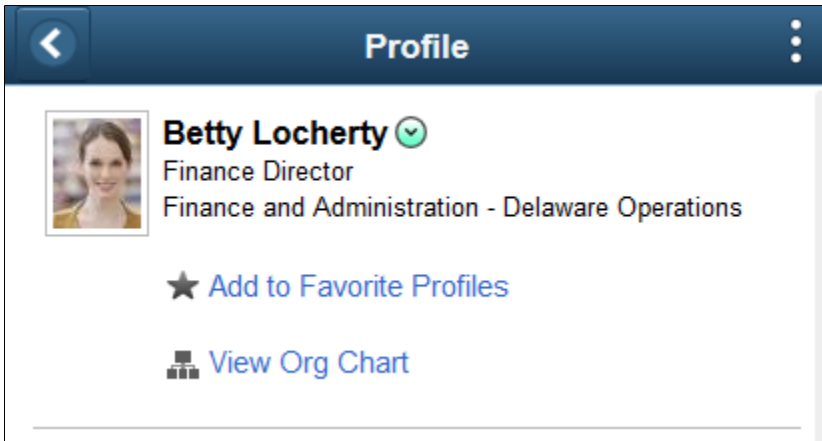 Profile
Betty Locherty
Finance Director
Finance and Administration - Delaware Operations
Add to Favorite Profiles
View Org Chart